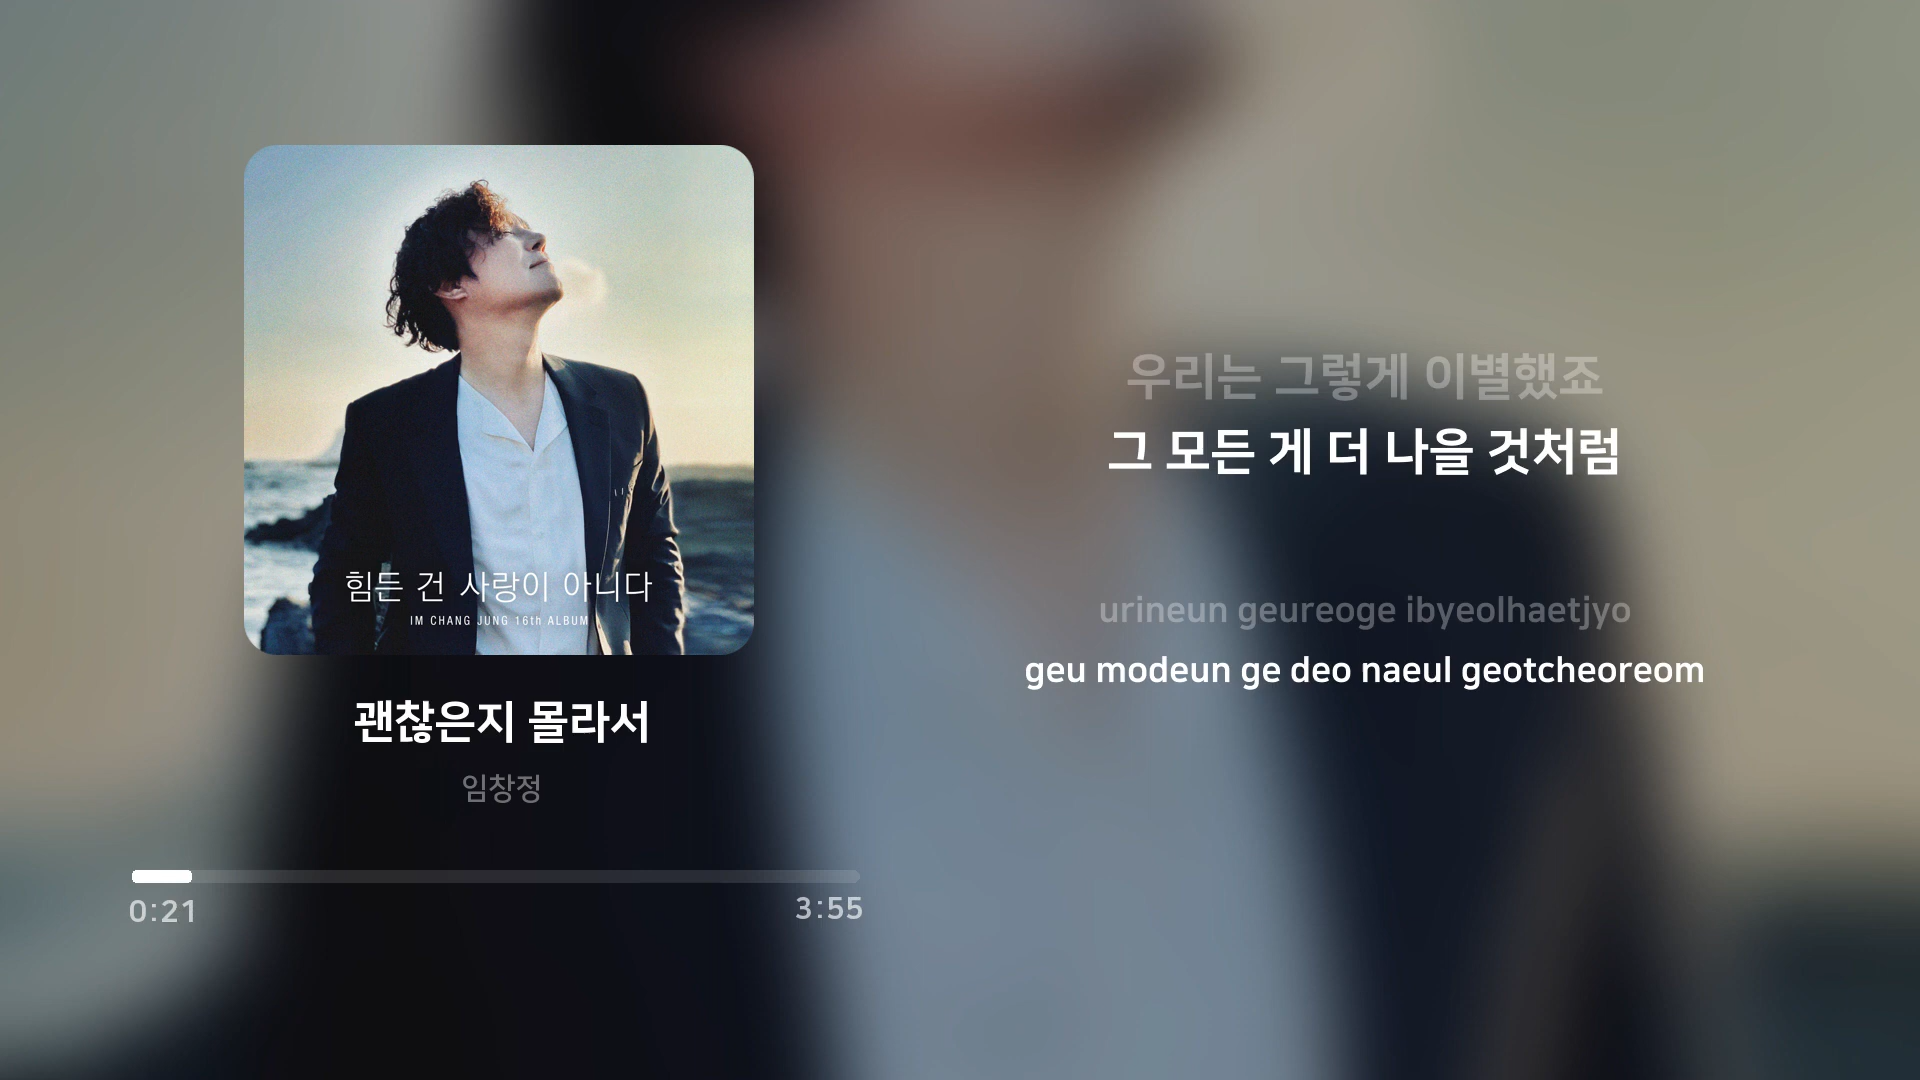 힘든 건 사랑이 아니다
IM CHANG JUNG 16th ALBUM
괜찮은지 몰라서
임창정
0:21
3:55
우리는 그렇게 이별했죠
그 모든 게 더 나을 것처럼
urineun geureoge ibyeolhaetjyo
geu modeun ge deo naeul geotcheoreom